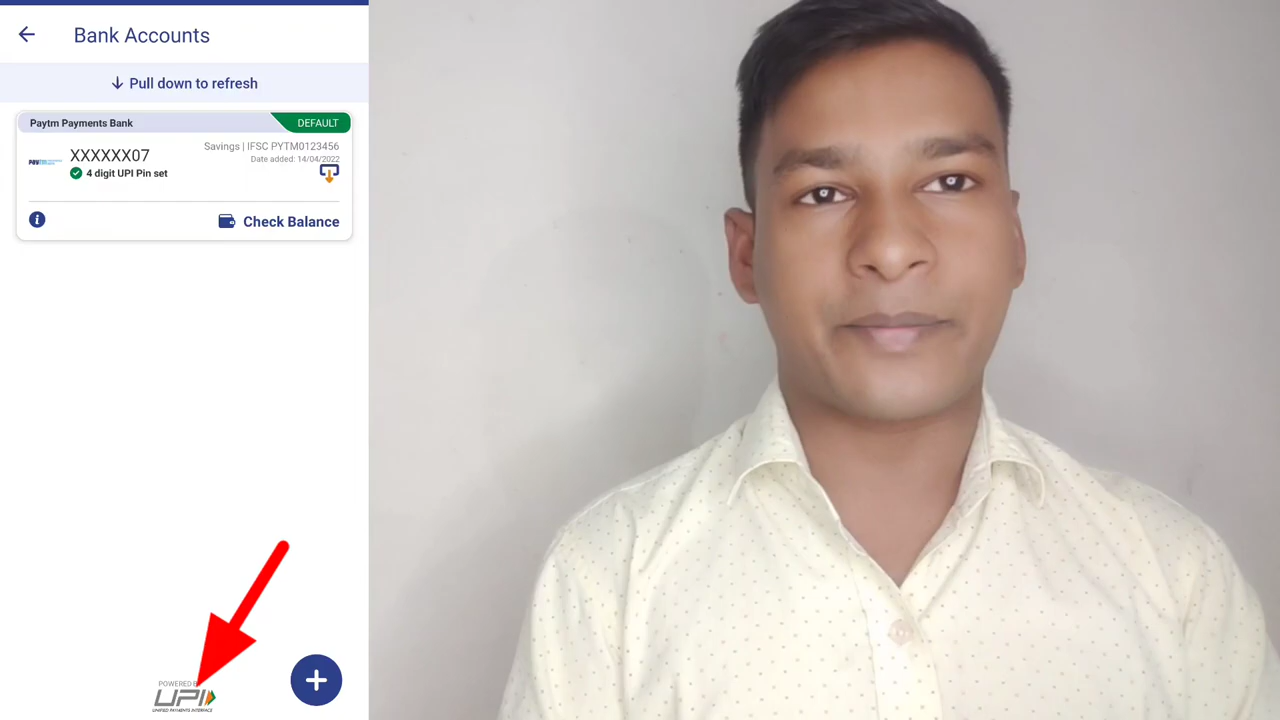 Bank Accounts
Pull down to refresh
Paytm Payments Bank
DEFAULT
XXXXXX07
Savings | IFSC PYTM0123456
Date added: 14/04/2022
4 digit UPI Pin set
Check Balance
POWERED B
UPI
UNIFIED PAYMENTS INTERFACE